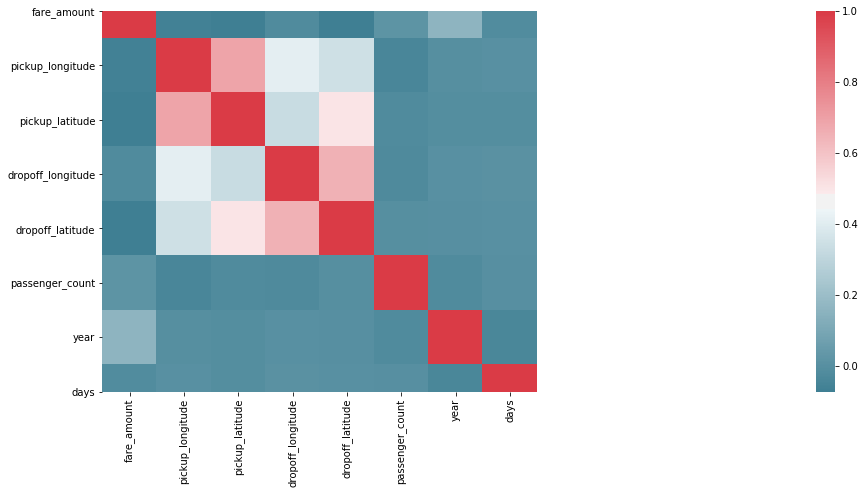 fare_amount
pickup_longitude
pickup_latitude
dropoff_longitude
dropoff_latitude
passenger_count
year
days
fare_amount
pickup_longitude
pickup_latitude
dropoff_longitude
dropoff_latitude
passenger_count
year
days
1.0
0.8
0.6
0.4
0.2
0.0